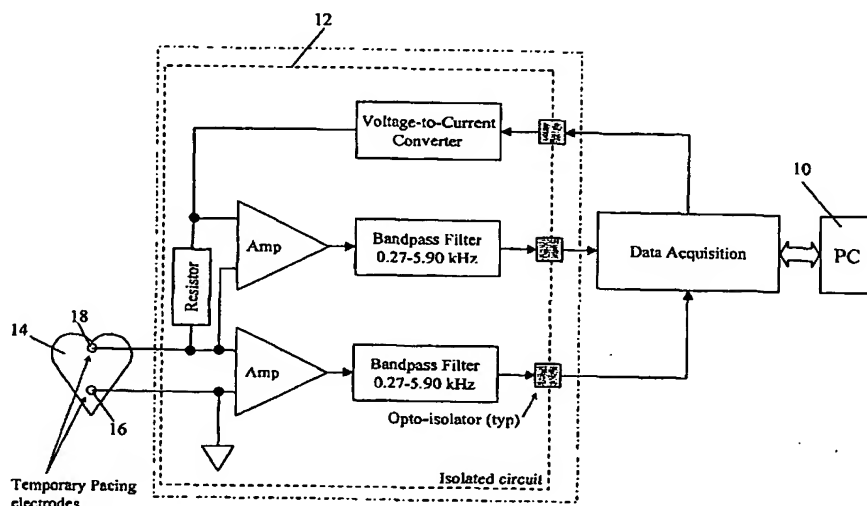 12
Voltage-to-Current
Converter
10
Amp
Bandpass Filter
0.27-5.90 kHz
Data Acquisition
PC
Resistor
14
18
Amp
Bandpass Filter
0.27-5.90 kHz
16
Opto-isolator (typ)
Temporary Pacing
electrodes
Isolated circuit